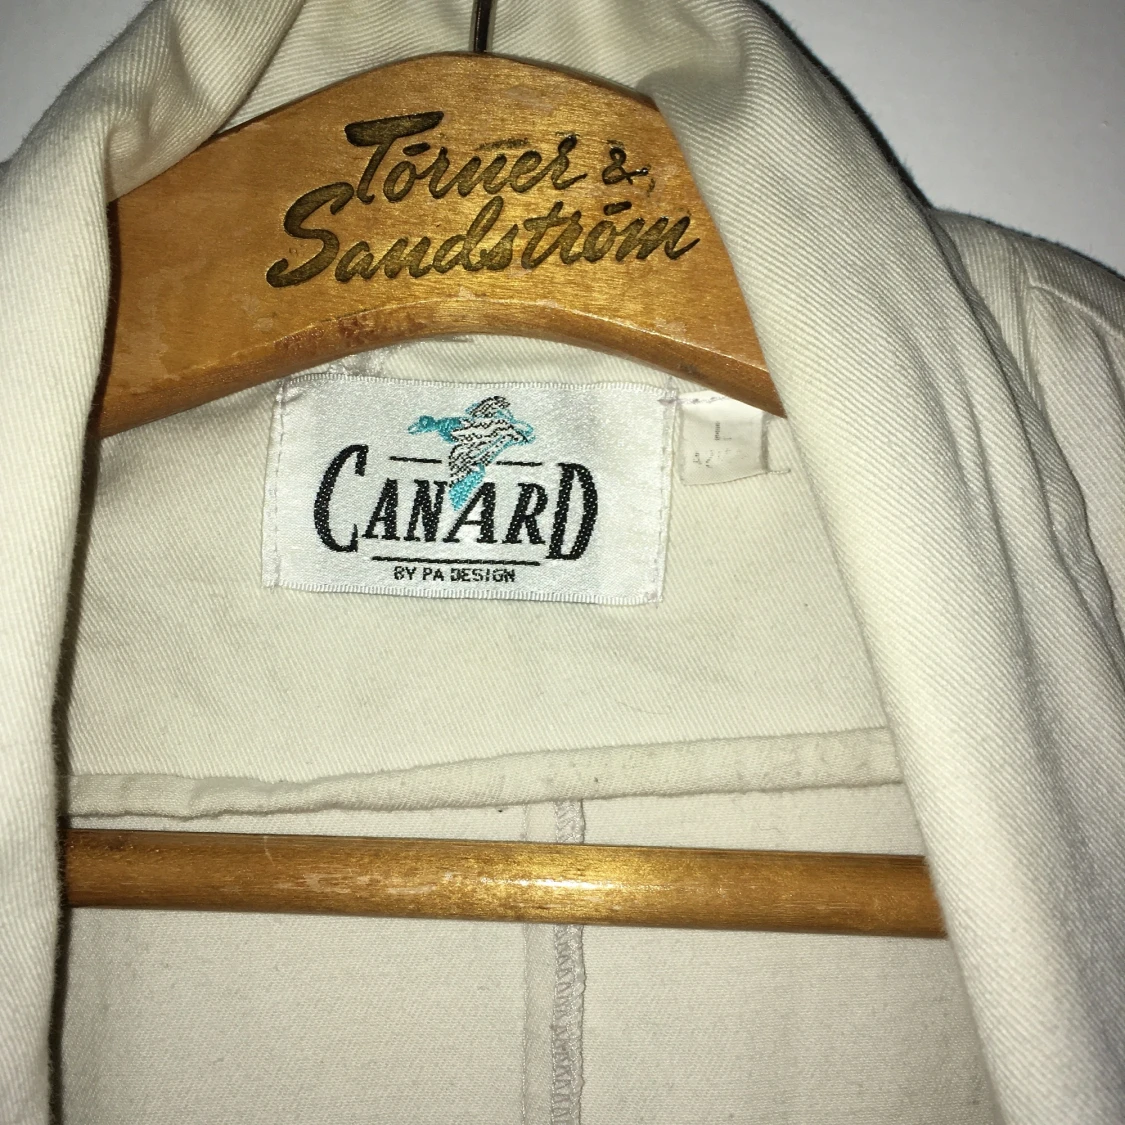 Törner &
Sandström
CANARD
BY PA DESIGN